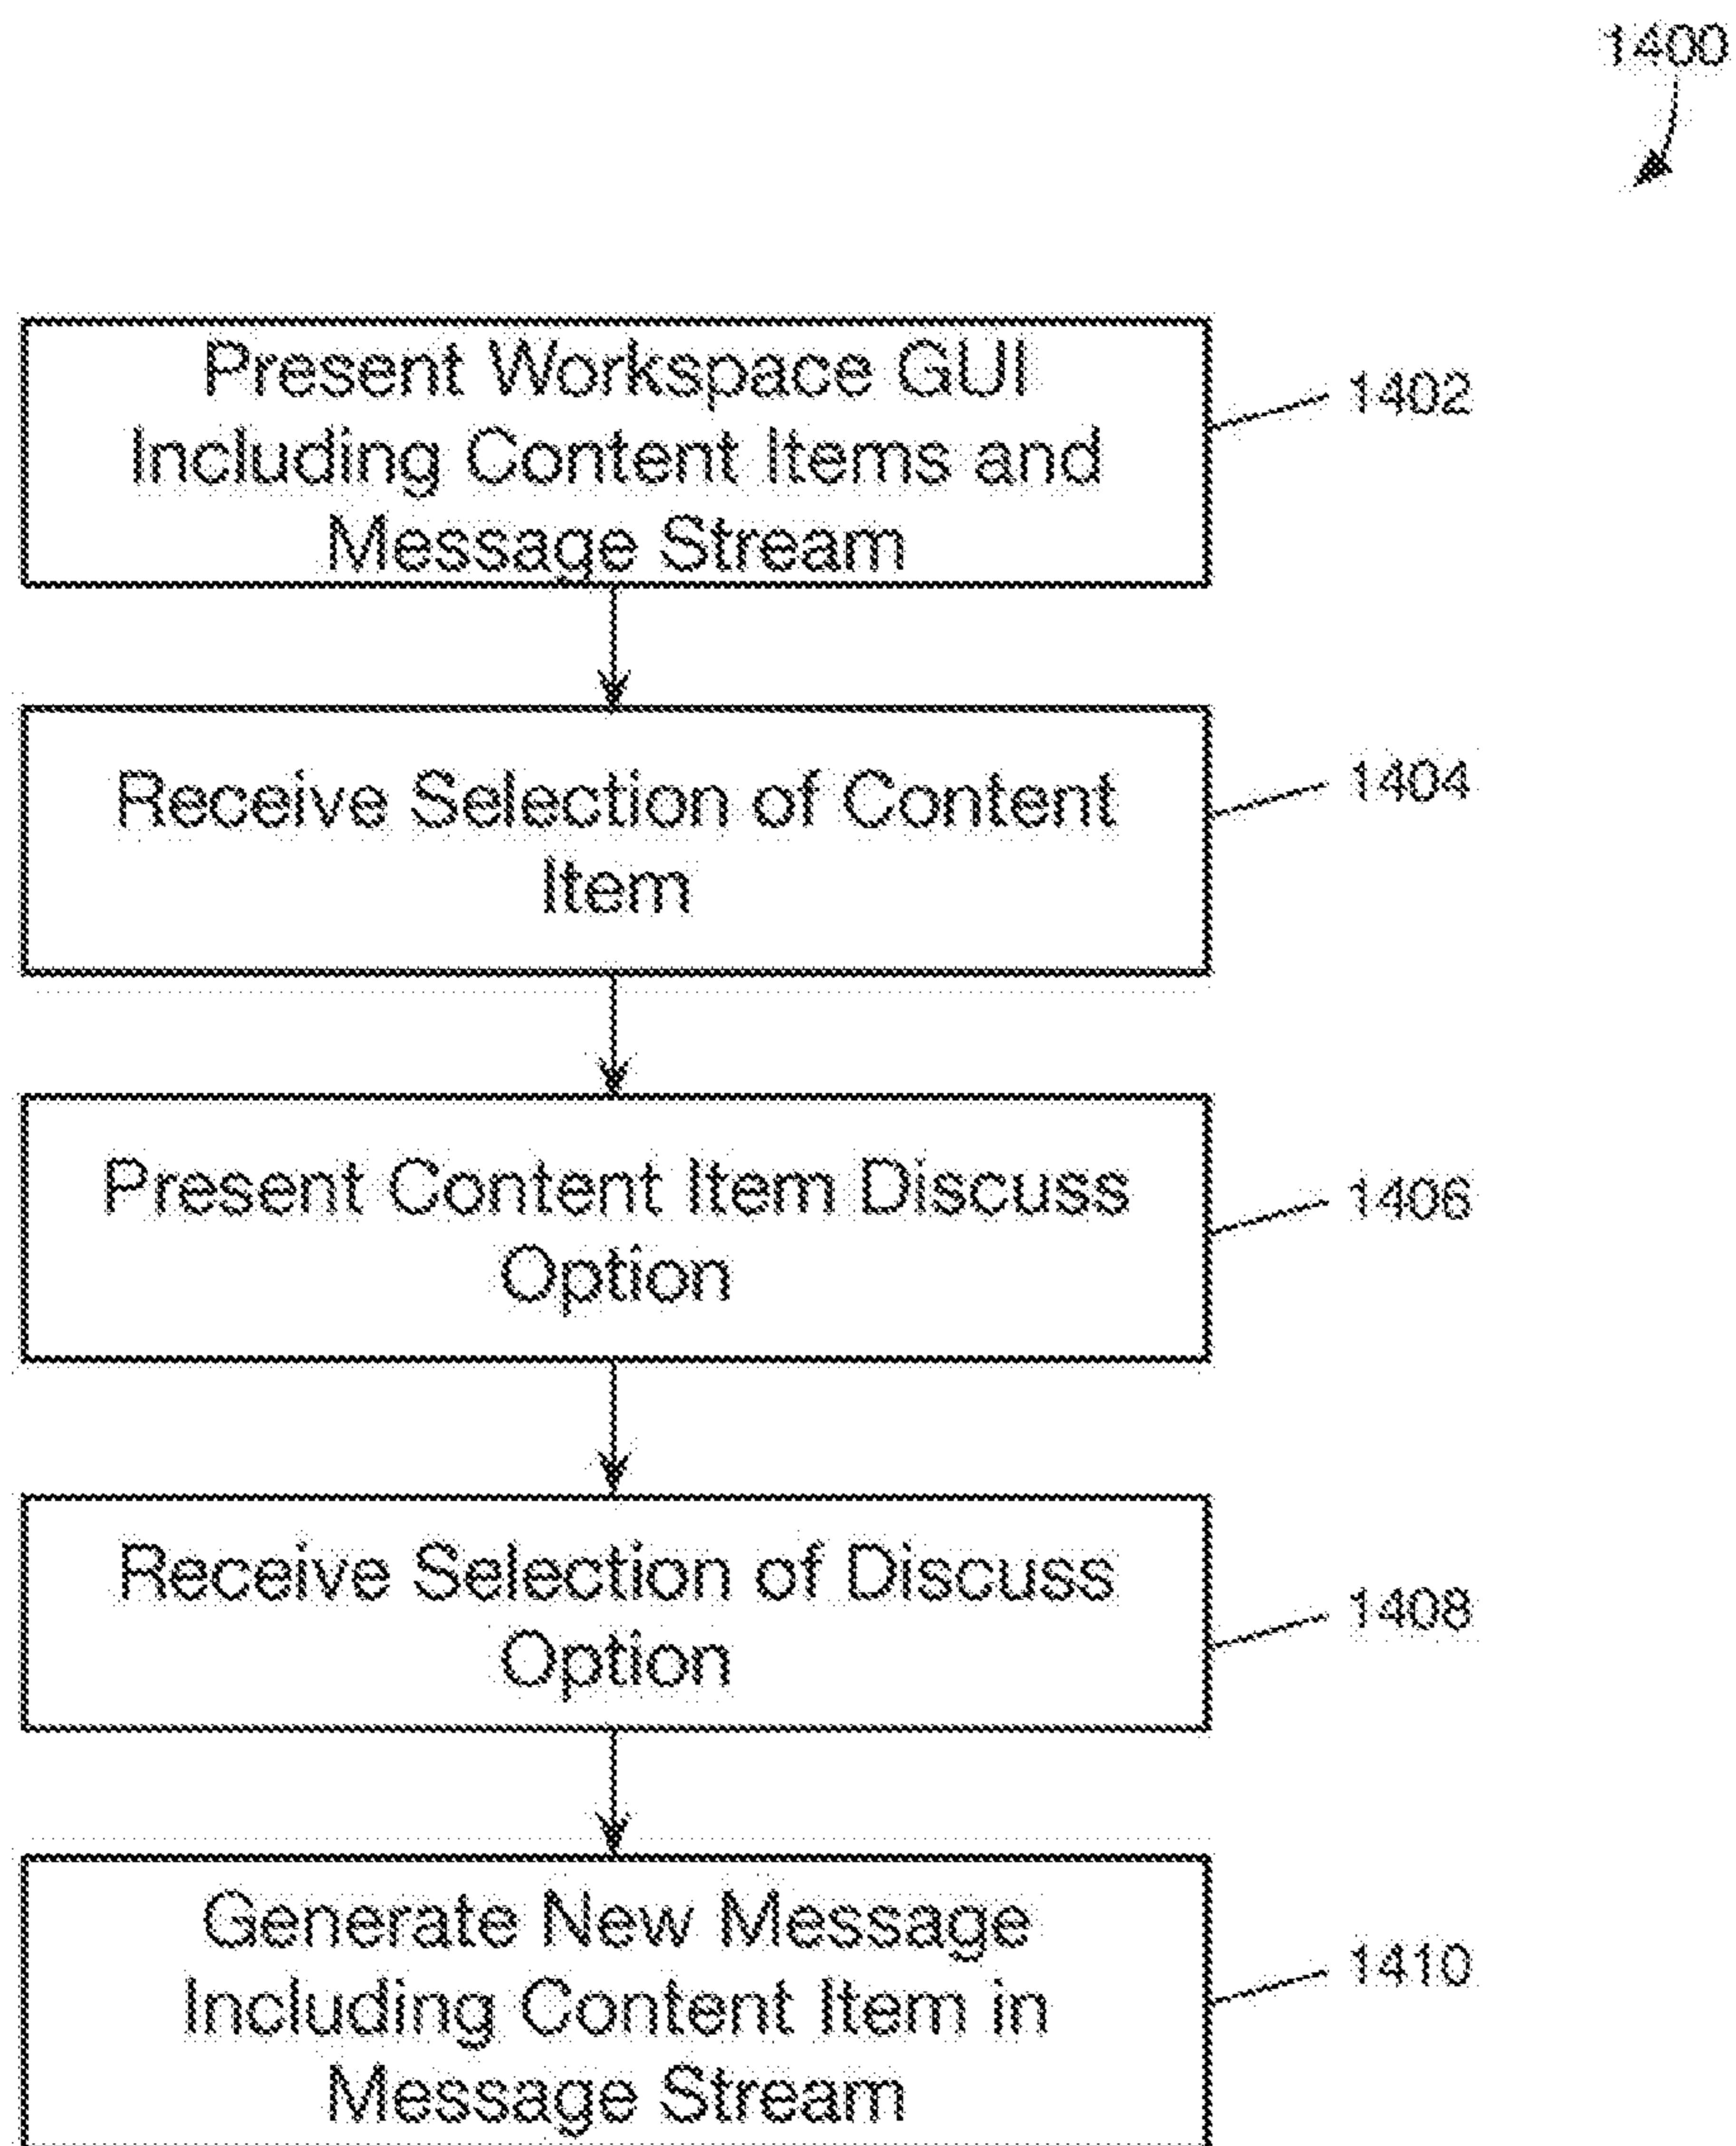 1400
Present Workspace GUI
Including Content Items and
Message Stream
1402
Receive Selection of Content
Item
1404
Present Content Item Discuss
Option
1406
Receive Selection of Discuss
Option
1408
Generate New Message
Including Content Item in
Message Stream
1410